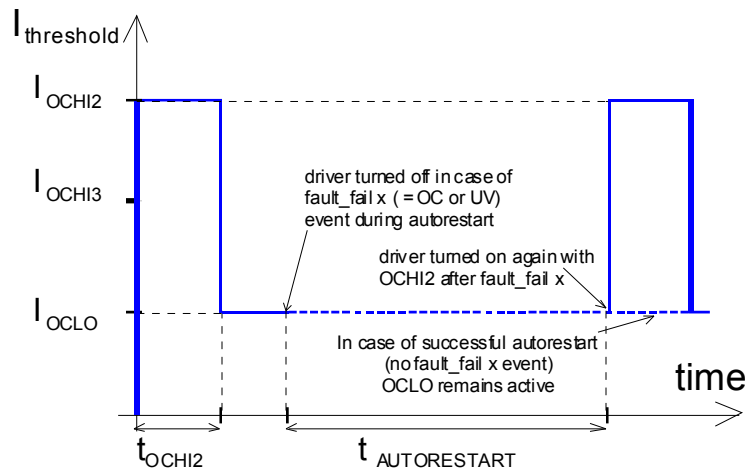 I threshold
I OCHI2
I OCHI3
I OCLO
driver turned off in case of
fault_fail x ( = OC or UV)
event during autorestart
driver turned on again with
OCHI2 after fault_fail x
In case of successful autorestart
(no fault_fail x event)
OCLO remains active
time
t OCHI2
t AUTORESTART